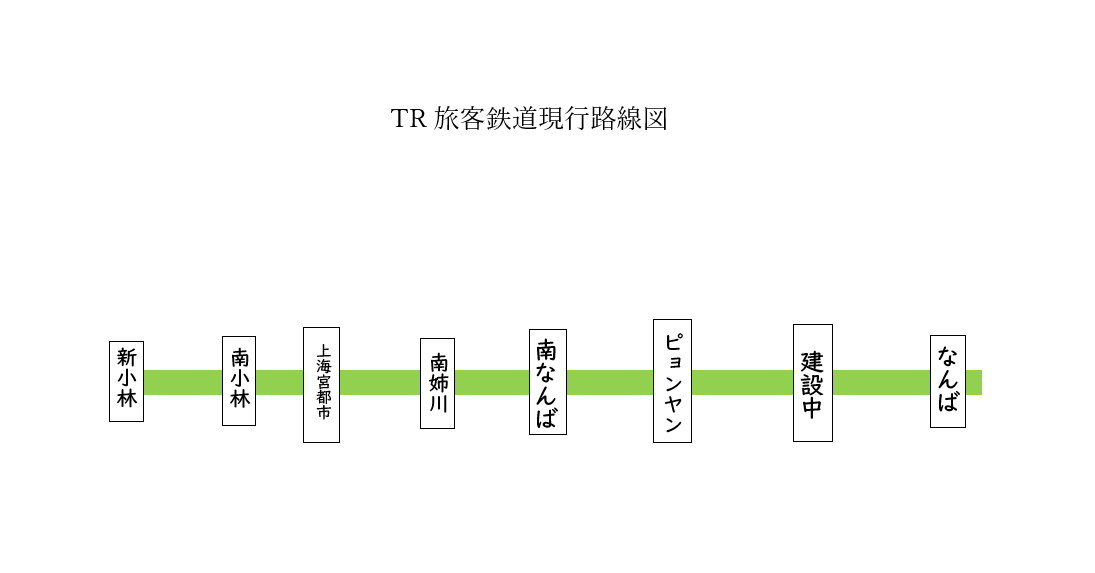 TR 旅客鉄道現行路線図
新小林
南小林
上海宮都市
南姉川
南なんば
ピョンヤン
建設中
なんば